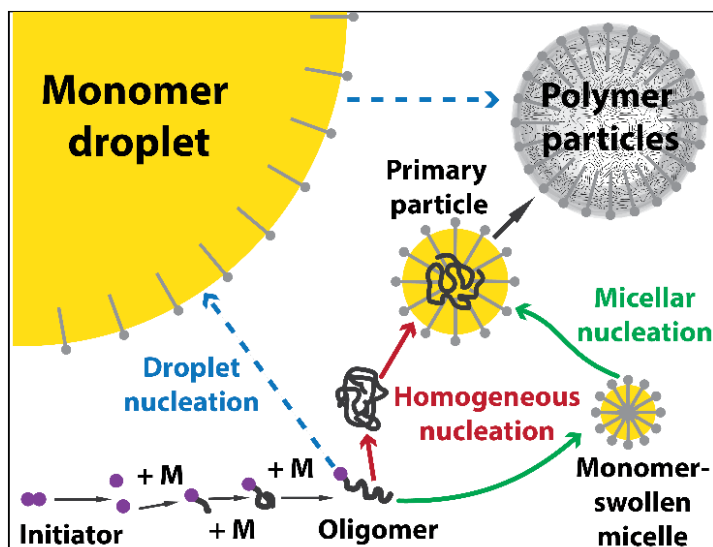 Monomer
droplet
Polymer
particles
Primary
particle
Micellar
nucleation
Droplet
nucleation
Homogeneous
nucleation
+ M
+ M
+ M
Initiator
Oligomer
Monomer-
swollen
micelle